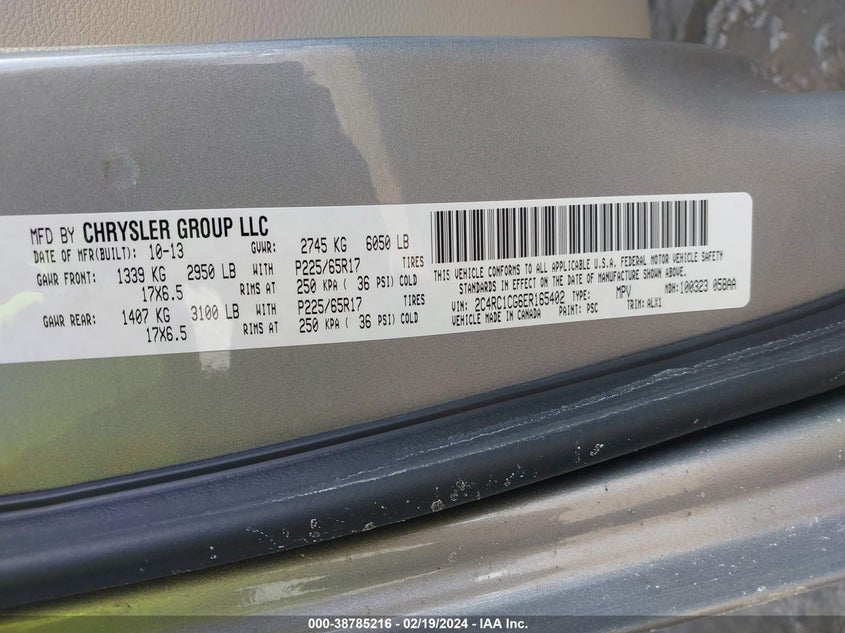 MFD BY CHRYSLER GROUP LLC
DATE OF MFR(BUILT): 10-13 GVWR: 2745 KG 6050 LB
GAWR FRONT: 1339 KG 2950 LB WITH P225/65R17 TIRES
17X6.5 RIMS AT 250 KPA ( 36 PSI) COLD
GAWR REAR: 1407 KG 3100 LB WITH P225/65R17 TIRES
17X6.5 RIMS AT 250 KPA ( 36 PSI) COLD
THIS VEHICLE CONFORMS TO ALL APPLICABLE U.S.A. FEDERAL MOTOR VEHICLE SAFETY
STANDARDS IN EFFECT ON THE DATE OF MANUFACTURE SHOWN ABOVE.
VIN: 2C4RC1CG6ER165402 TYPE: MPV MDH:100323 058AA
VEHICLE MADE IN CANADA PAINT: PSC TRIM: ALX1
000-38785216 - 02/19/2024 - IAA Inc.